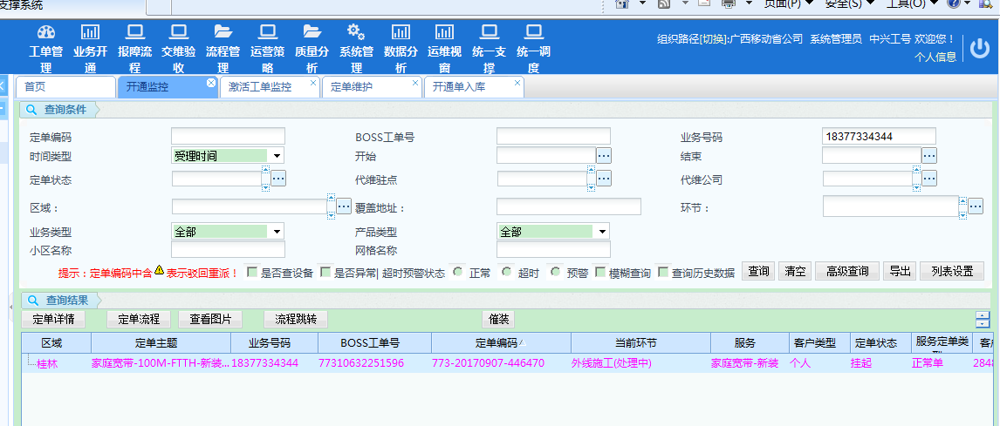 支撑系统
页面(P) 安全(S) 工具(O)
工单管理 业务开通 报障流程 交维验收 流程管理 运营策略 质量分析 系统管理 数据分析 运维视窗 统一支撑 统一调度
组织路径[切换]:广西移动省公司 系统管理员 中兴工号 欢迎您！
个人信息
首页 开通监控 激活工单监控 定单维护 开通单入库
查询条件
定单编码 BOSS工单号 业务号码 18377334344
时间类型 受理时间 开始 结束
定单状态 代维驻点 代维公司
区域： 覆盖地址： 环节：
业务类型 全部 产品类型 全部
小区名称 网格名称
提示：定单编码中含 表示驳回重派！ 是否查设备 是否异常| 超时预警状态 正常 超时 预警 模糊查询 查询历史数据 查询 清空 高级查询 导出 列表设置
查询结果
定单详情 定单流程 查看图片 流程跳转 催装
区域 定单主题 业务号码 BOSS工单号 定单编码 当前环节 服务 客户类型 定单状态 服务定单类
桂林 家庭宽带-100M-FTTH-新装... 18377334344 77310632251596 773-20170907-446470 外线施工(处理中) 家庭宽带-新装 个人 挂起 正常单 2848